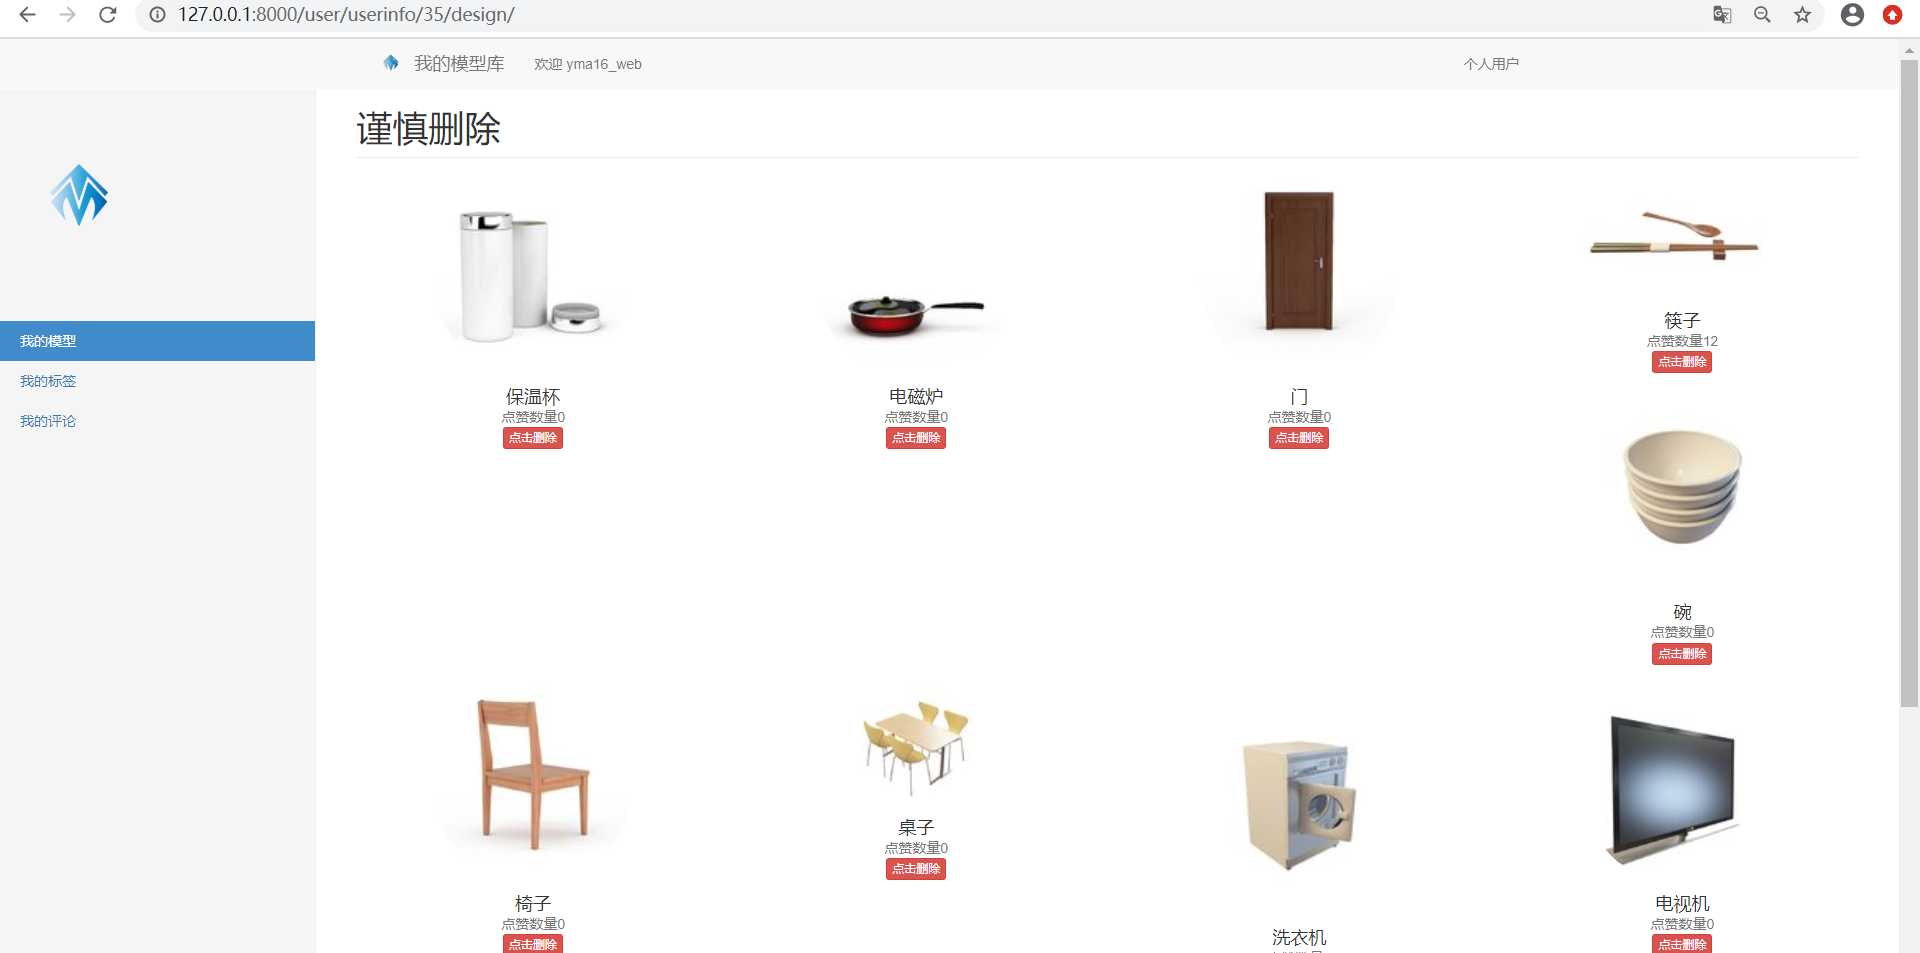 127.0.0.1:8000/user/userinfo/35/design/
我的模型库 欢迎 yma16_web 个人用户
谨慎删除
我的模型
我的标签
我的评论
保温杯
点赞数量0
点击删除
电磁炉
点赞数量0
点击删除
门
点赞数量0
点击删除
筷子
点赞数量12
点击删除
碗
点赞数量0
点击删除
椅子
点赞数量0
点击删除
桌子
点赞数量0
点击删除
洗衣机
电视机
点赞数量0
点击删除